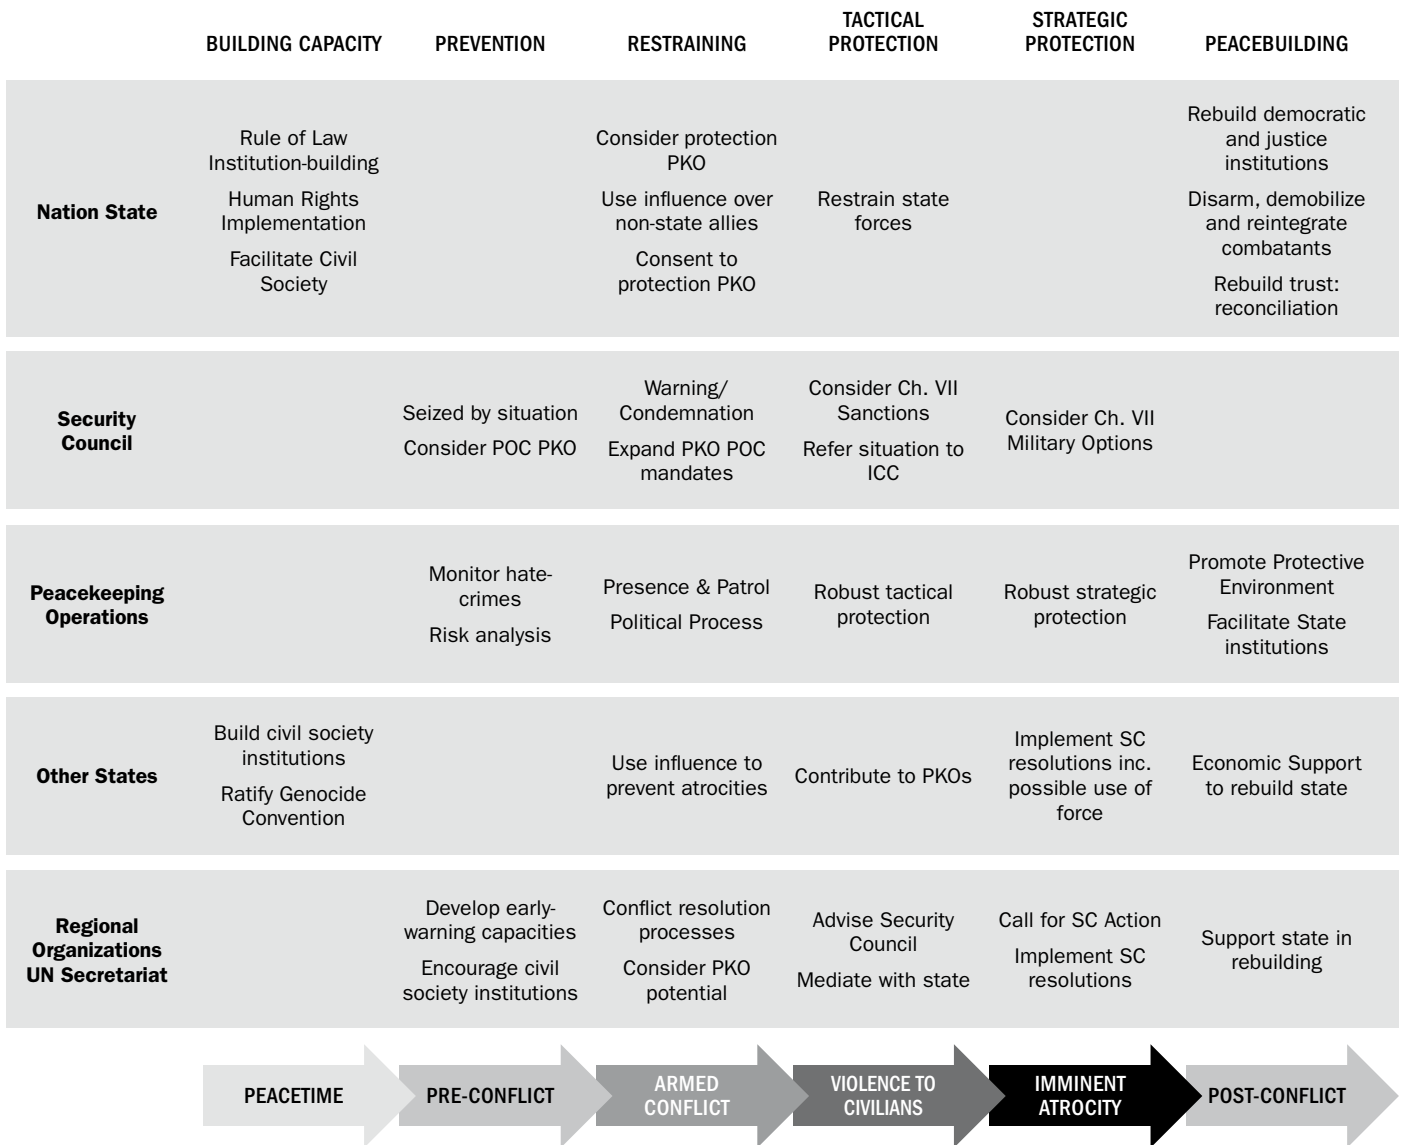 BUILDING CAPACITY
PREVENTION
RESTRAINING
TACTICAL
PROTECTION
STRATEGIC
PROTECTION
PEACEBUILDING
Nation State
Rule of Law
Institution-building
Human Rights
Implementation
Facilitate Civil
Society
Consider protection
PKO
Use influence over
non-state allies
Consent to
protection PKO
Restrain state
forces
Rebuild democratic
and justice
institutions
Disarm, demobilize
and reintegrate
combatants
Rebuild trust:
reconciliation
Security
Council
Seized by situation
Consider POC PKO
Warning/
Condemnation
Expand PKO POC
mandates
Consider Ch. VII
Sanctions
Refer situation to
ICC
Consider Ch. VII
Military Options
Peacekeeping
Operations
Monitor hate-
crimes
Risk analysis
Presence & Patrol
Political Process
Robust tactical
protection
Robust strategic
protection
Promote Protective
Environment
Facilitate State
institutions
Other States
Build civil society
institutions
Ratify Genocide
Convention
Use influence to
prevent atrocities
Contribute to PKOs
Implement SC
resolutions inc.
possible use of
force
Economic Support
to rebuild state
Regional
Organizations
UN Secretariat
Develop early-
warning capacities
Encourage civil
society institutions
Conflict resolution
processes
Consider PKO
potential
Advise Security
Council
Mediate with state
Call for SC Action
Implement SC
resolutions
Support state in
rebuilding
PEACETIME
PRE-CONFLICT
ARMED
CONFLICT
VIOLENCE TO
CIVILIANS
IMMINENT
ATROCITY
POST-CONFLICT